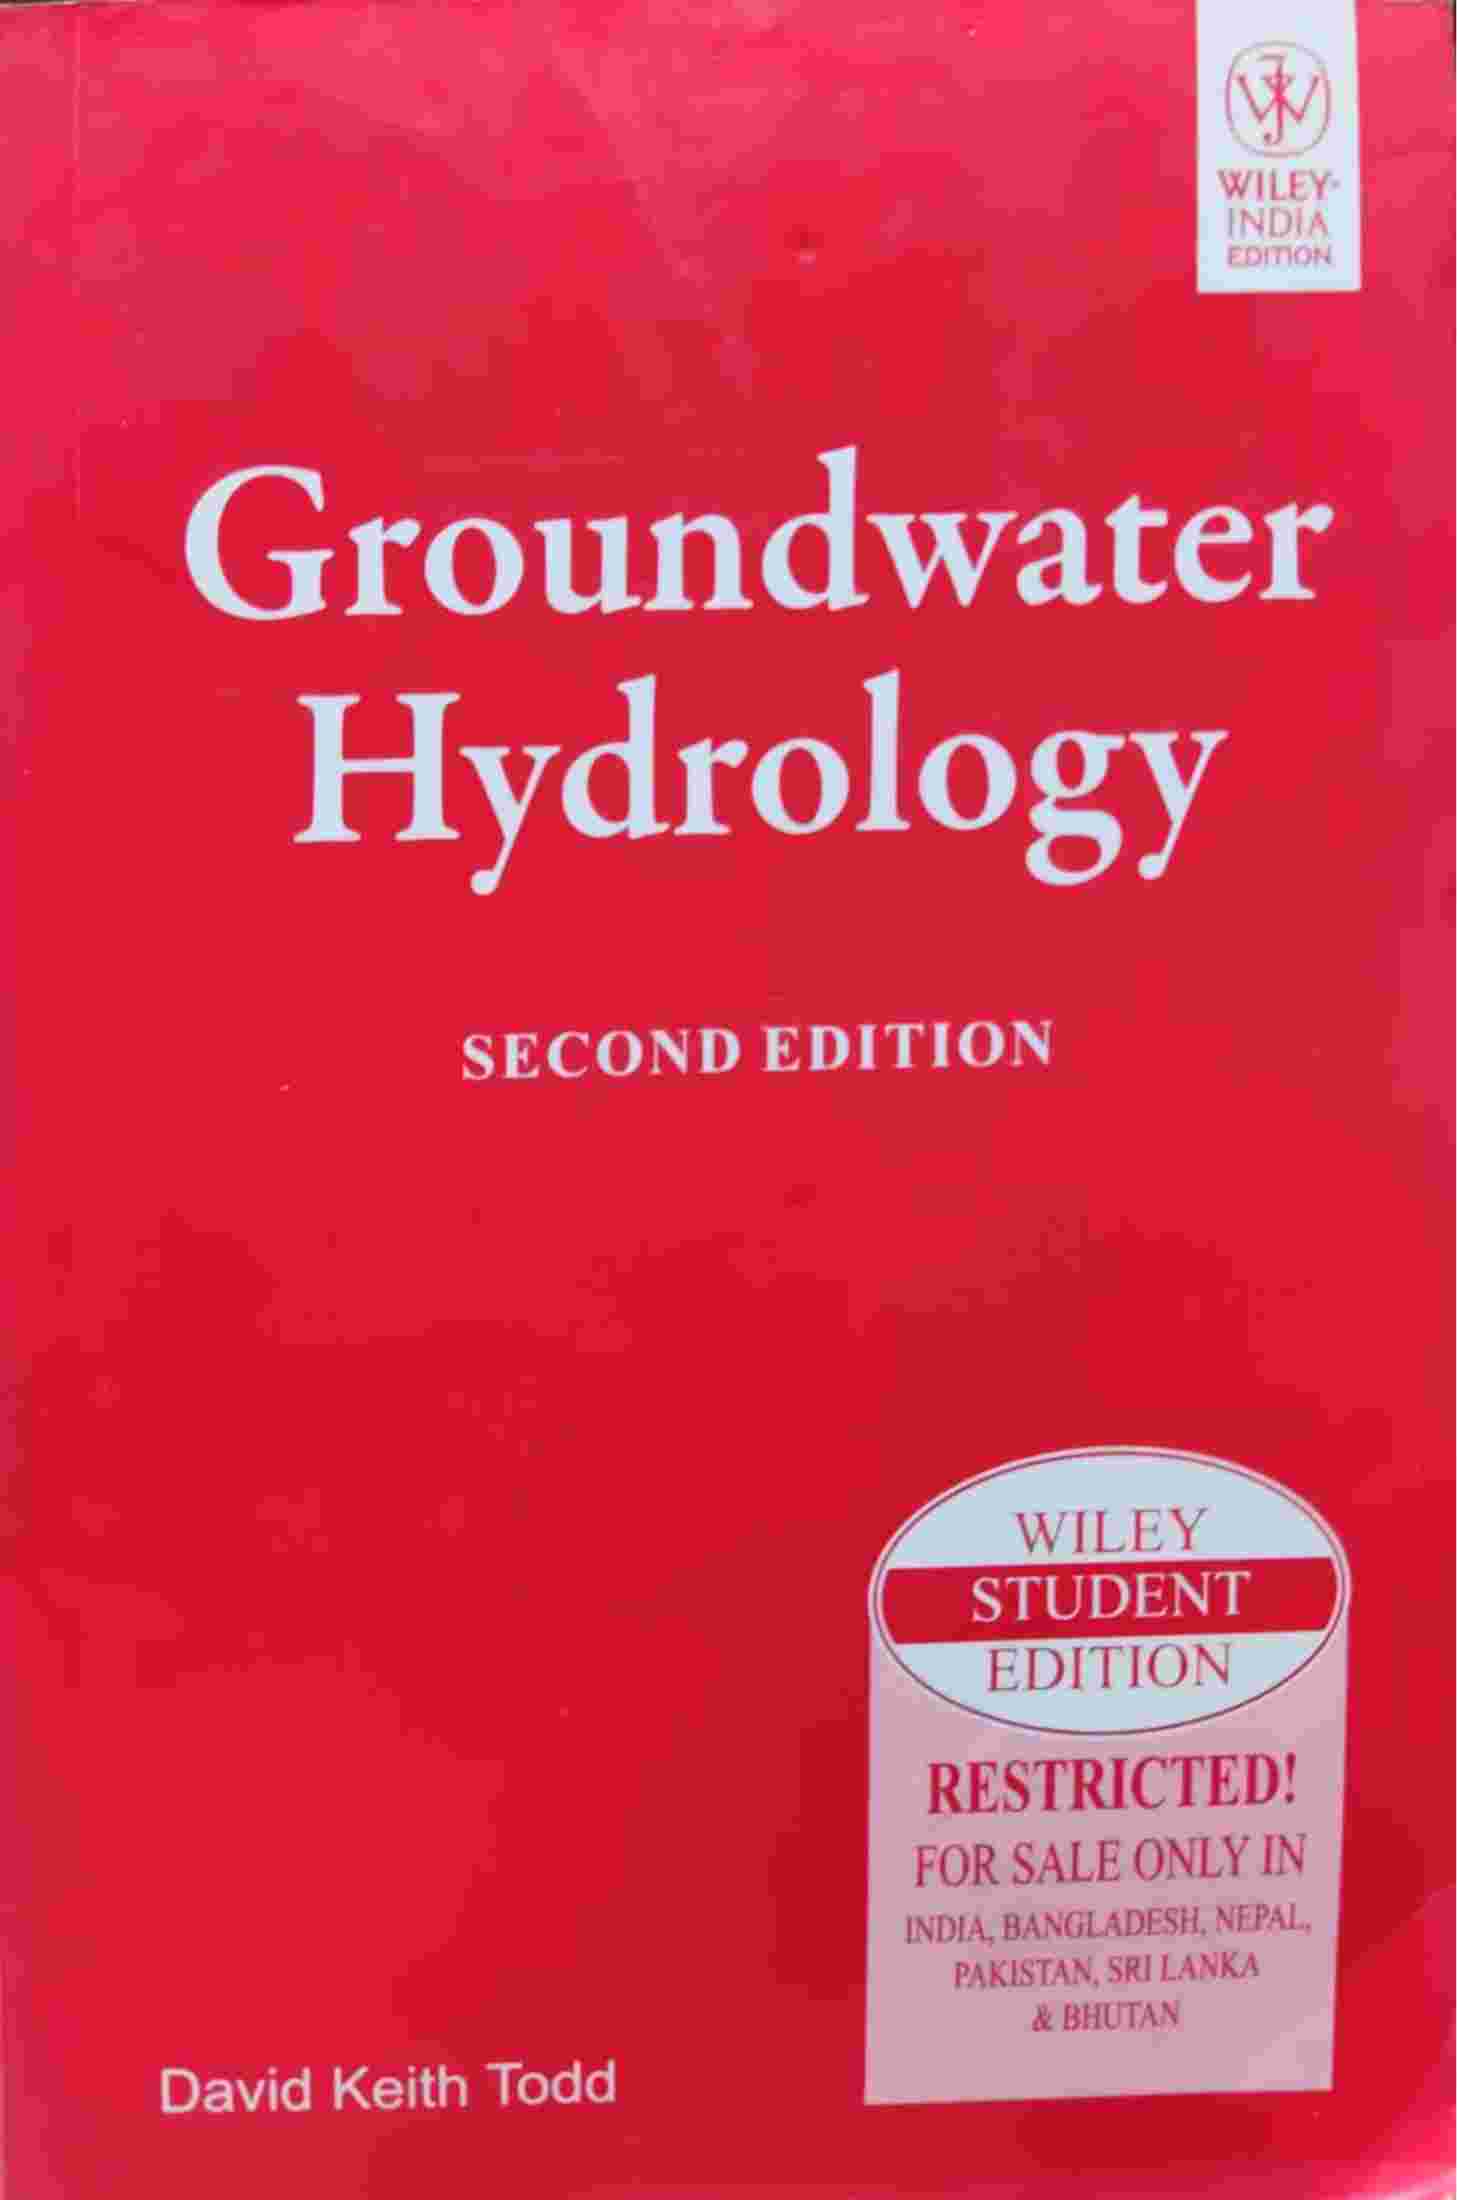 WILEY-
INDIA
EDITION
Groundwater
Hydrology
SECOND EDITION
WILEY
STUDENT
EDITION
RESTRICTED!
FOR SALE ONLY IN
INDIA, BANGLADESH, NEPAL,
PAKISTAN, SRI LANKA
& BHUTAN
David Keith Todd